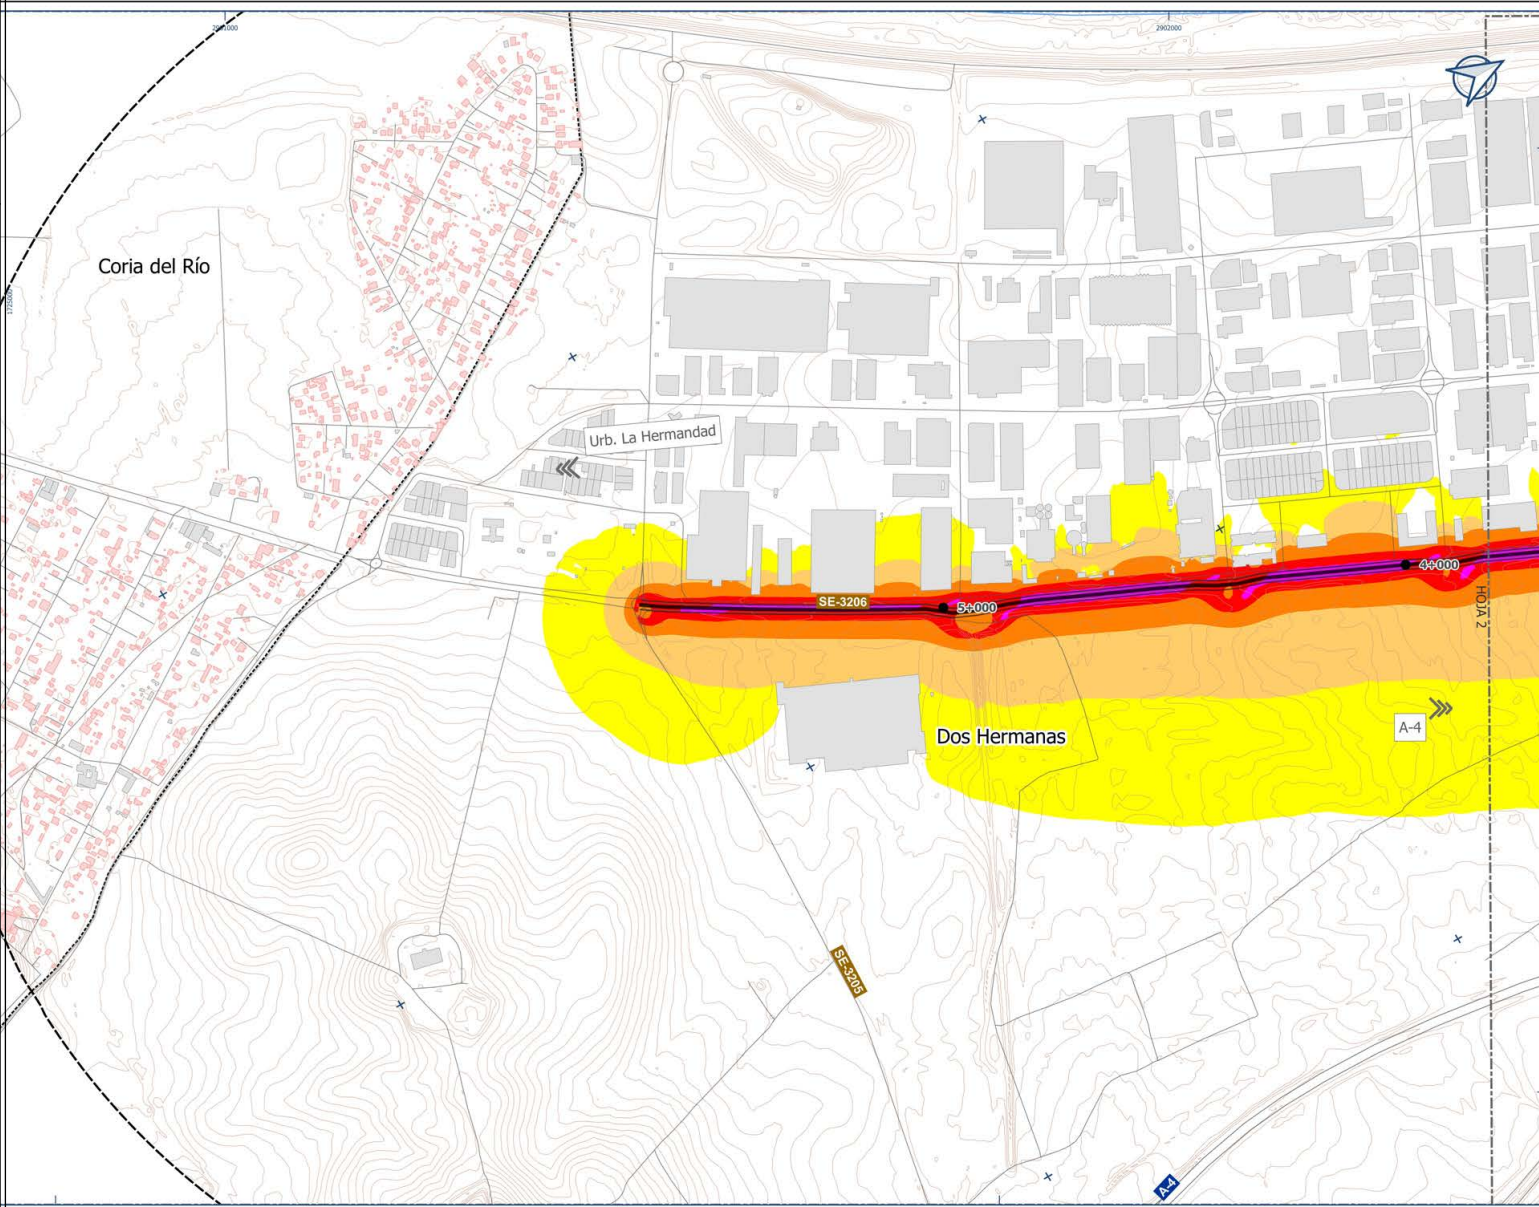 2901000
2902000
Coria del Río
1725000
Urb. La Hermandad
4+000
SE-3206
5+000
HOJA 2
A-4
Dos Hermanas
SE-3205
A-4